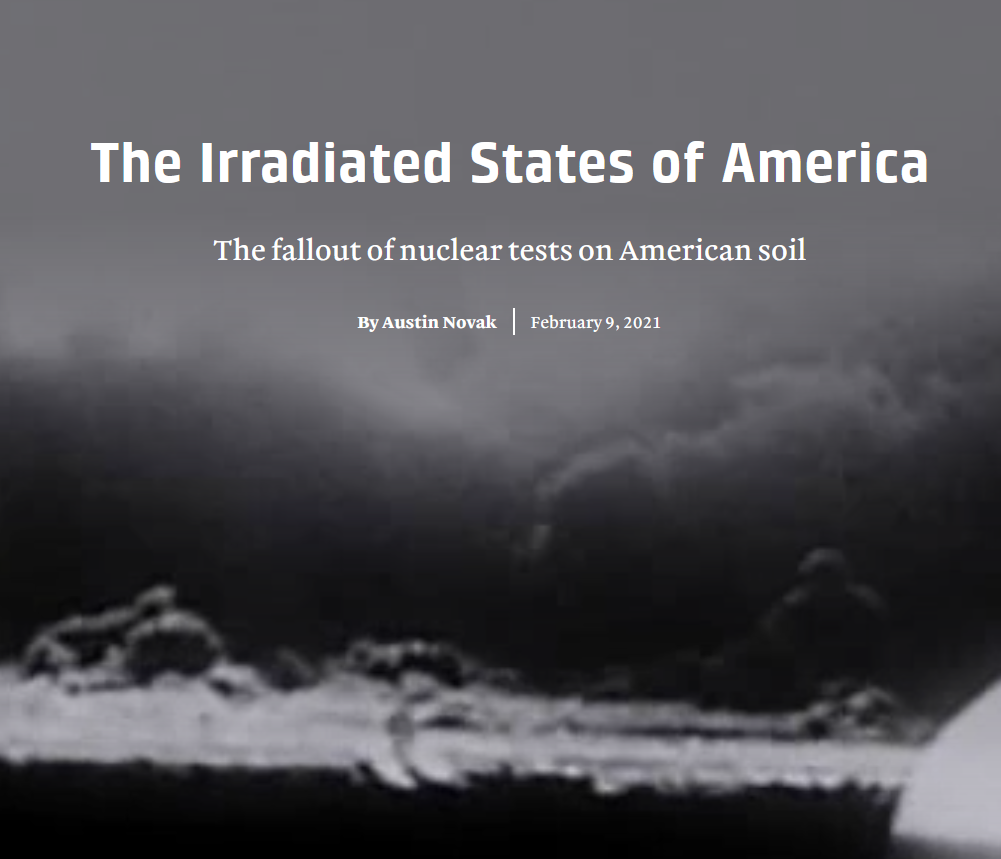 The Irradiated States of America
The fallout of nuclear tests on American soil
By Austin Novak | February 9, 2021